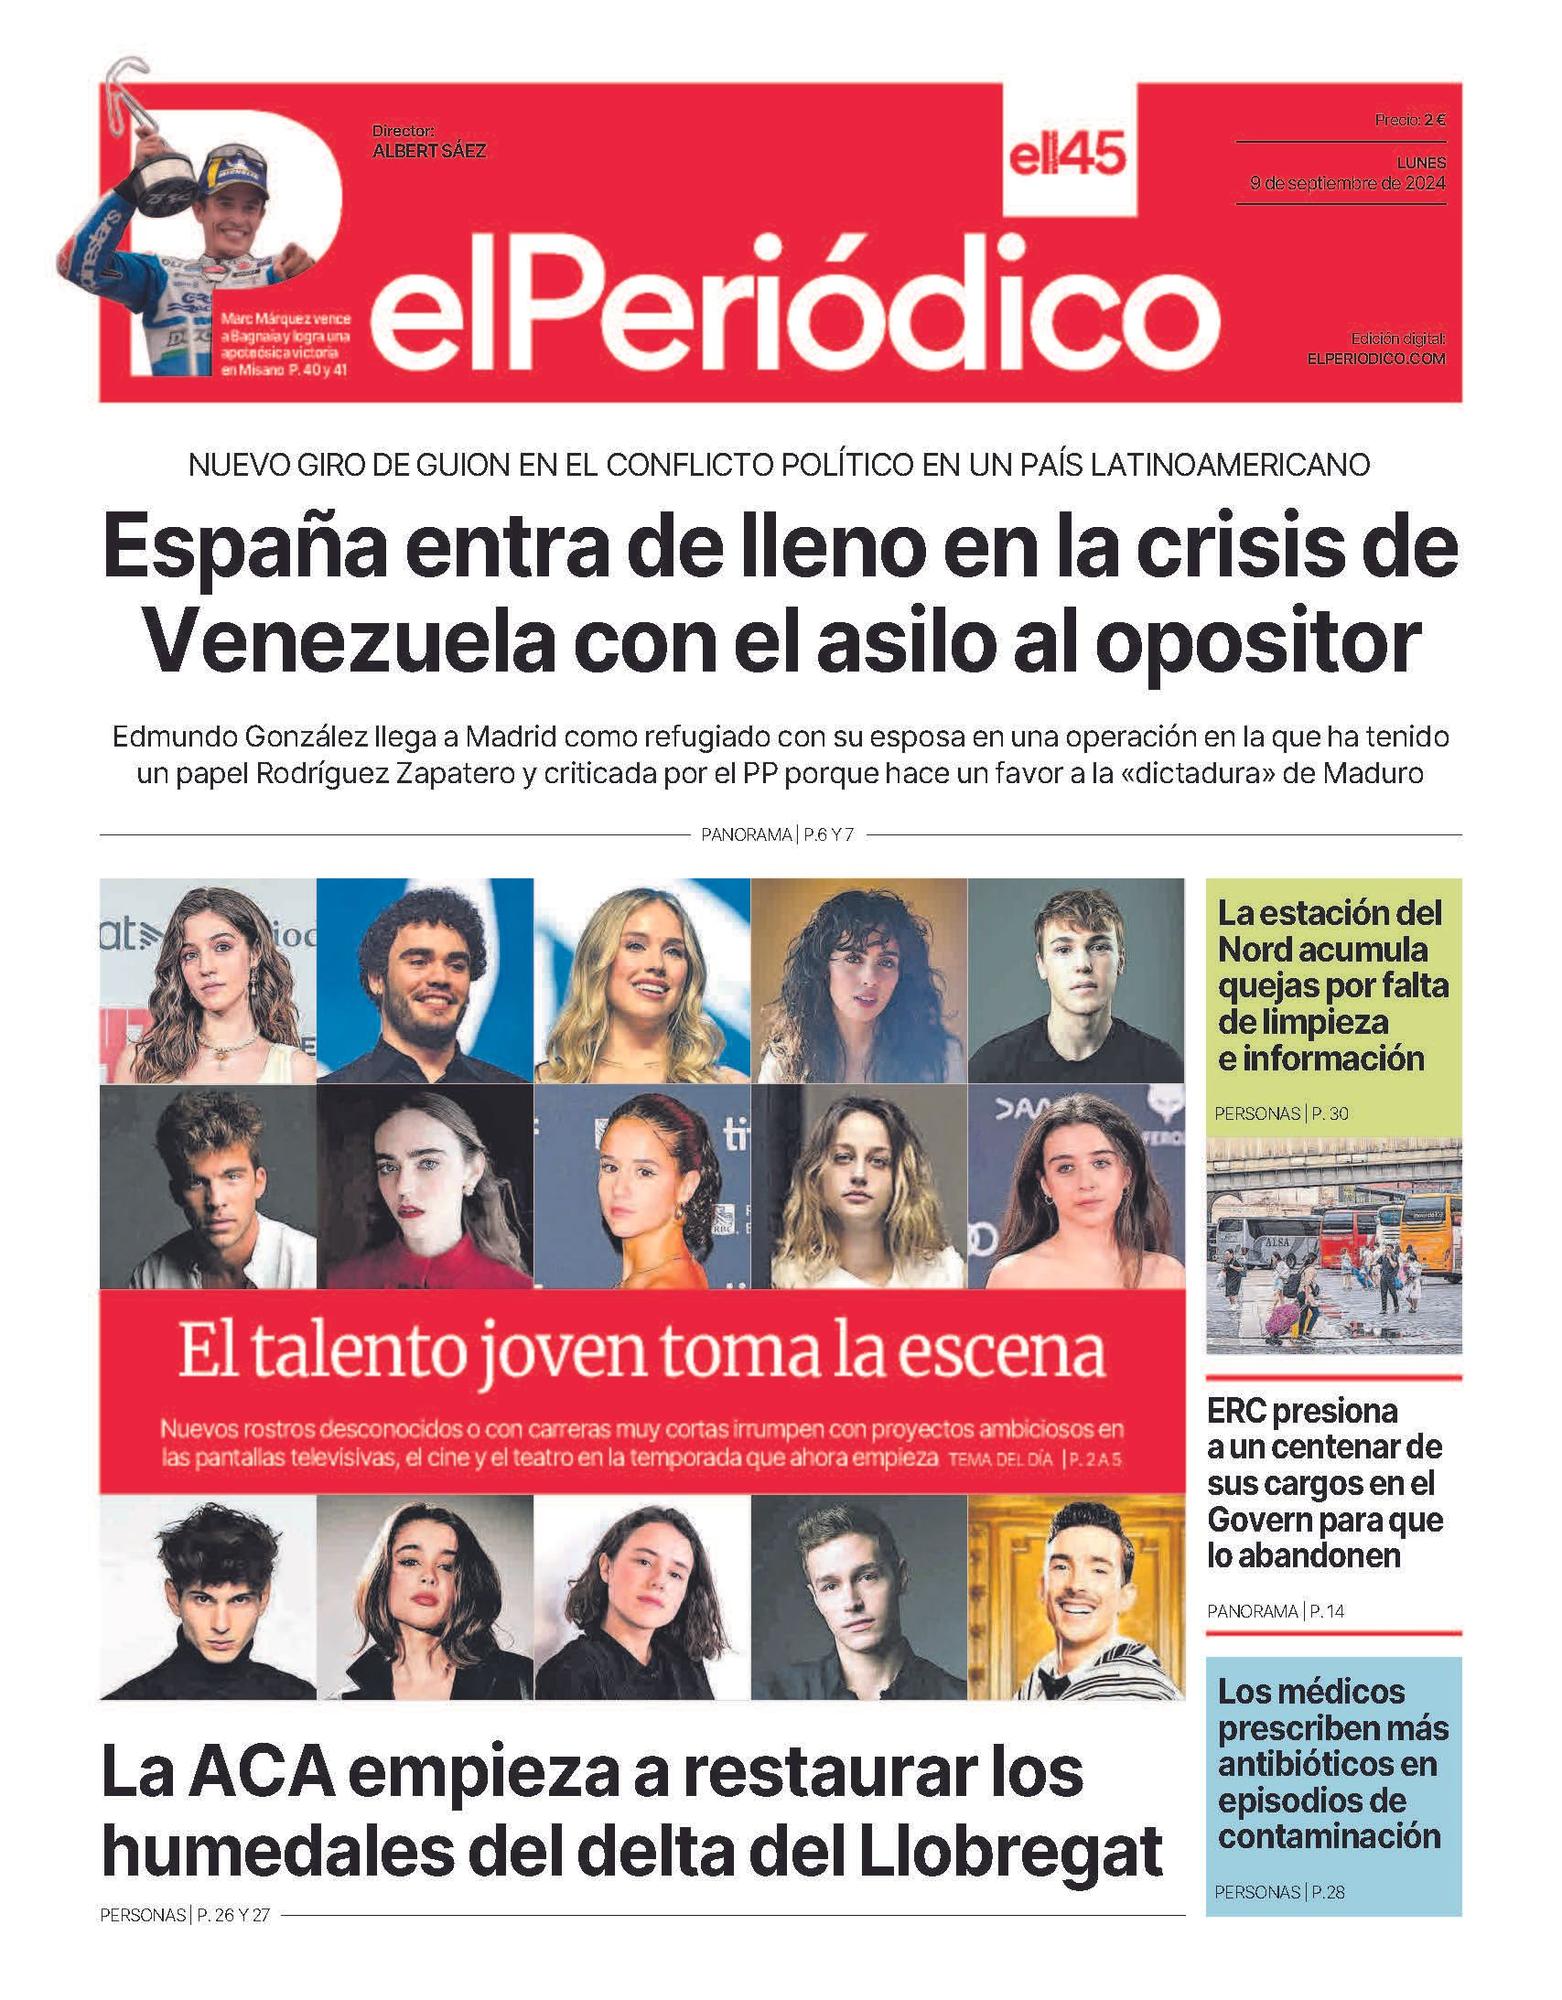 Director:
ALBERT SÁEZ
ell45
Precio: 2 €
LUNES
9 de septiembre de 2024
elPeriódico
Marc Márquez vence
a Bagnaia y logra una
apoteósica victoria
en Misano P. 40 y 41
Edición digital:
ELPERIODICO.COM
NUEVO GIRO DE GUION EN EL CONFLICTO POLÍTICO EN UN PAÍS LATINOAMERICANO
España entra de lleno en la crisis de
Venezuela con el asilo al opositor
Edmundo González llega a Madrid como refugiado con su esposa en una operación en la que ha tenido
un papel Rodríguez Zapatero y criticada por el PP porque hace un favor a la «dictadura» de Maduro
PANORAMA | P.6 Y 7
El talento joven toma la escena
Nuevos rostros desconocidos o con carreras muy cortas irrumpen con proyectos ambiciosos en
las pantallas televisivas, el cine y el teatro en la temporada que ahora empieza TEMA DEL DÍA | P. 2 A 5
La ACA empieza a restaurar los
humedales del delta del Llobregat
PERSONAS | P. 26 Y 27
La estación del
Nord acumula
quejas por falta
de limpieza
e información
PERSONAS | P. 30
ALSA
ERC presiona
a un centenar de
sus cargos en el
Govern para que
lo abandonen
PANORAMA | P. 14
Los médicos
prescriben más
antibióticos en
episodios de
contaminación
PERSONAS | P.28